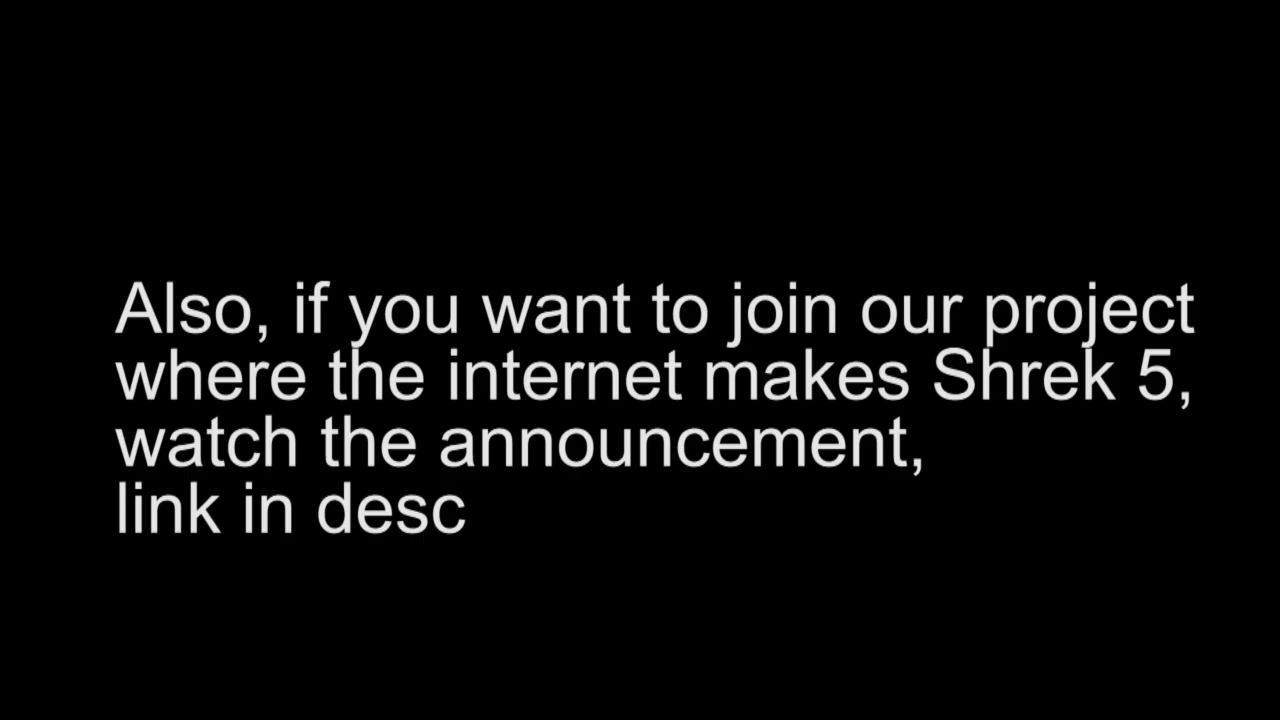 Also, if you want to join our project
where the internet makes Shrek 5,
watch the announcement,
link in desc